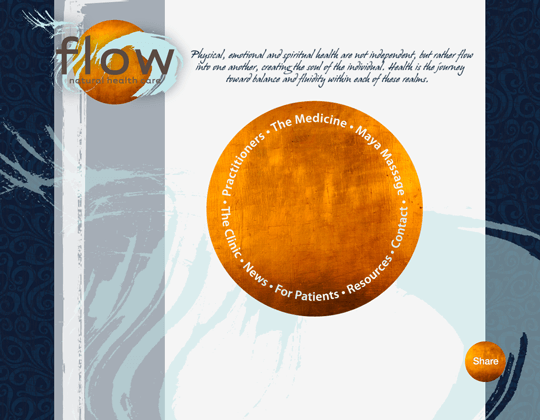 flow
natural health care
Physical, emotional and spiritual health are not independent, but rather flow
into one another, creating the soul of the individual. Health is the journey
toward balance and fluidity within each of these realms.
The Medicine • Maya Massage • Contact • Resources • For Patients • News • The Clinic • Practitioners •
Share